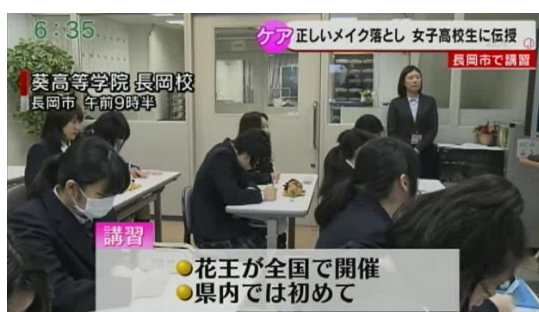 6:35
ケア 正しいメイク落とし 女子高校生に伝授
長岡市で講習
葵高等学院 長岡校
長岡市 午前9時半
講習
花王が全国で開催
県内では初めて